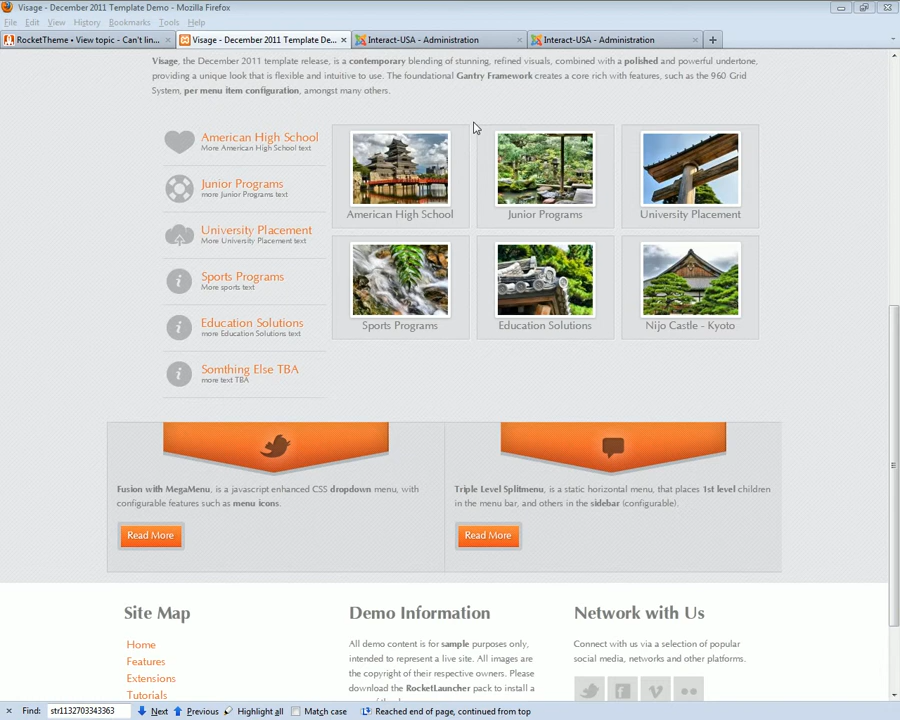 Visage - December 2011 Template Demo - Mozilla Firefox
File Edit View History Bookmarks Tools Help
RocketTheme • View topic - Can't lin... × Visage - December 2011 Template De... × Interact-USA - Administration × Interact-USA - Administration × +
Visage, the December 2011 template release, is a contemporary blending of stunning, refined visuals, combined with a polished and powerful undertone,
providing a unique look that is flexible and intuitive to use. The foundational Gantry Framework creates a core rich with features, such as the 960 Grid
System, per menu item configuration, amongst many others.
American High School
More American High School text
Junior Programs
more Junior Programs text
University Placement
More University Placement text
Sports Programs
More sports text
Education Solutions
more Education Solutions text
Somthing Else TBA
more text TBA
American High School Junior Programs University Placement
Sports Programs Education Solutions Nijo Castle - Kyoto
Fusion with MegaMenu, is a javascript enhanced CSS dropdown menu, with
configurable features such as menu icons.
Read More
Triple Level Splitmenu, is a static horizontal menu, that places 1st level children
in the menu bar, and others in the sidebar (configurable).
Read More
Site Map
Home
Features
Extensions
Tutorials
Demo Information
All demo content is for sample purposes only,
intended to represent a live site. All images are
the copyright of their respective owners. Please
download the RocketLauncher pack to install a
Network with Us
Connect with us via a selection of popular
social media, networks and other platforms.
× Find: str1132703343363 Next Previous Highlight all Match case Reached end of page, continued from top